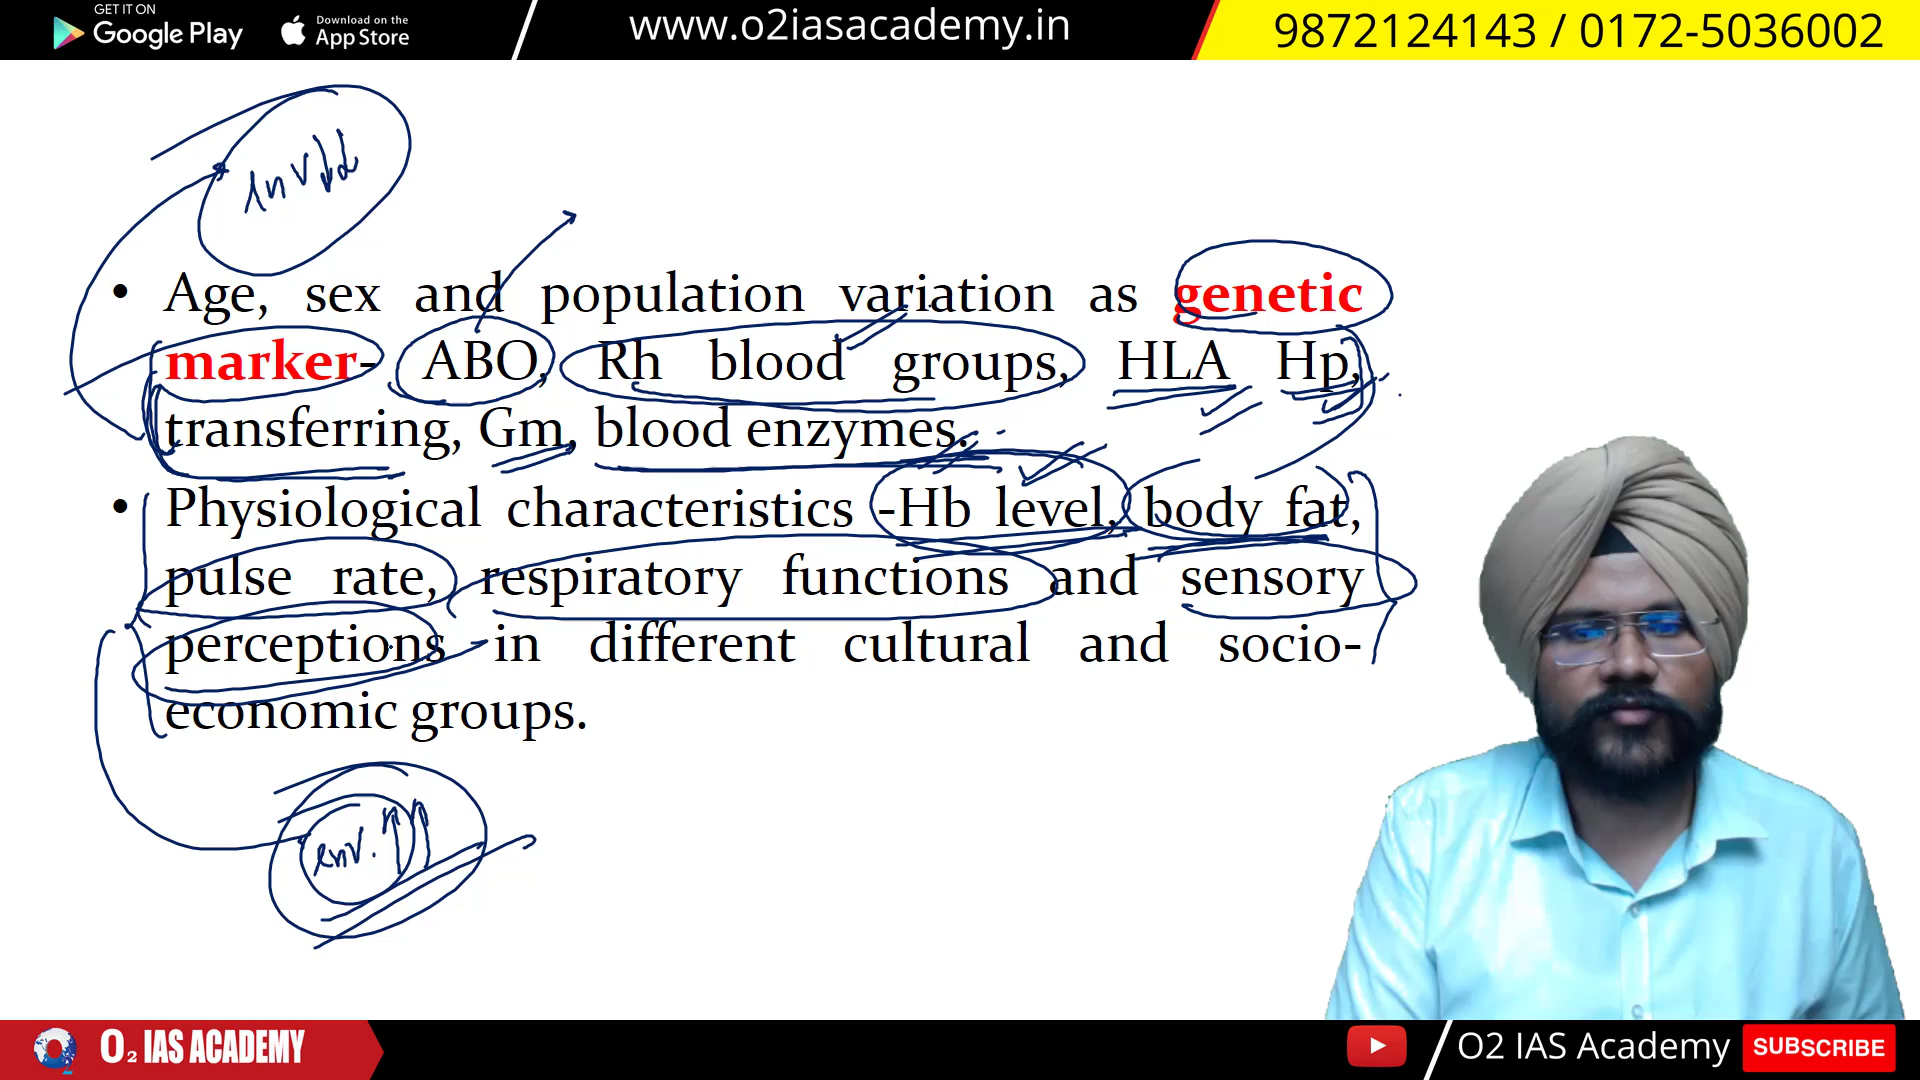 GET IT ON
Google Play
Download on the
App Store
www.o2iasacademy.in
9872124143 / 0172-5036002
• Age, sex and population variation as genetic
marker- ABO, Rh blood groups, HLA Hp,
transferring, Gm, blood enzymes.
• Physiological characteristics -Hb level, body fat,
pulse rate, respiratory functions and sensory
perceptions in different cultural and socio-
economic groups.
env.
O2 IAS ACADEMY
O2 IAS Academy
SUBSCRIBE